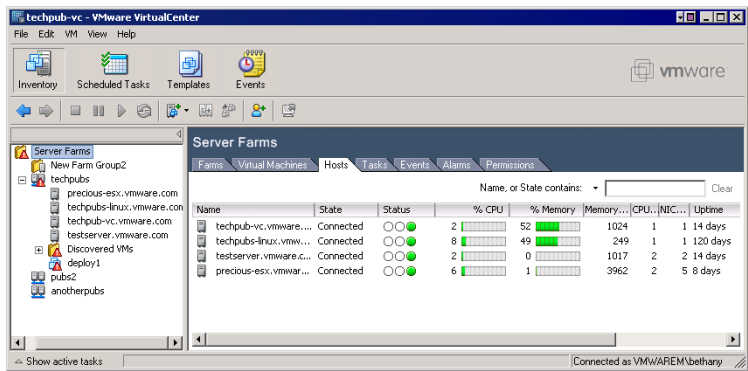 techpub-vc - VMware VirtualCenter
File Edit VM View Help
Inventory Scheduled Tasks Templates Events
vmware
Server Farms
New Farm Group2
techpubs
precious-esx.vmware.com
techpubs-linux.vmware.con
techpub-vc.vmware.com
testserver.vmware.com
Discovered VMs
deploy1
pubs2
anotherpubs
Server Farms
Farms Virtual Machines Hosts Tasks Events Alarms Permissions
Name, or State contains: Clear
Name State Status % CPU % Memory Memory... CPU... NIC... Uptime
techpub-vc.vmware.... Connected 2 52 1024 1 1 14 days
techpubs-linux.vmw... Connected 8 49 249 1 1 120 days
testserver.vmware.c... Connected 2 0 1017 2 2 14 days
precious-esx.vmwar... Connected 6 1 3962 2 5 8 days
Show active tasks Connected as VMWAREM\bethany